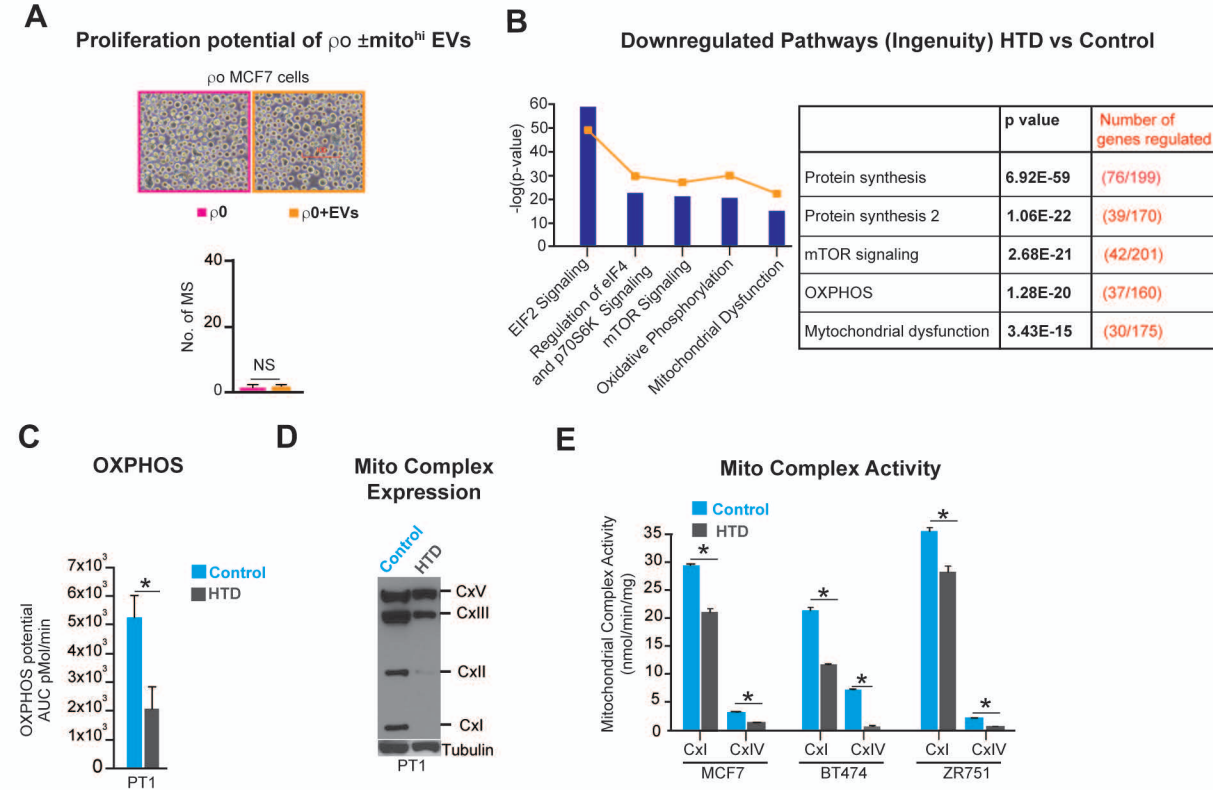 A
Proliferation potential of ρo ±mitoʰⁱ EVs
ρo MCF7 cells
ρ0
ρ0+EVs
No. of MS
40
20
0
NS
B
Downregulated Pathways (Ingenuity) HTD vs Control
-log(p-value)
60
50
40
30
20
10
0
EIF2 Signaling
Regulation of eIF4
and p70S6K Signaling
mTOR Signaling
Oxidative Phosphorylation
Mitochondrial Dysfunction
p value
Number of
genes regulated
Protein synthesis 6.92E-59 (76/199)
Protein synthesis 2 1.06E-22 (39/170)
mTOR signaling 2.68E-21 (42/201)
OXPHOS 1.28E-20 (37/160)
Mytochondrial dysfunction 3.43E-15 (30/175)
C
OXPHOS
OXPHOS potential
AUC pMol/min
7x10³
6x10³
5x10³
4x10³
3x10³
2x10³
1x10³
0
*
Control
HTD
PT1
D
Mito Complex
Expression
Control
HTD
CxV
CxIII
CxII
CxI
Tubulin
PT1
E
Mito Complex Activity
Control
HTD
Mitochondrial Complex Activity
(nmol/min/mg)
35
30
25
20
15
10
5
0
* * * * * *
CxI CxIV CxI CxIV CxI CxIV
MCF7 BT474 ZR751